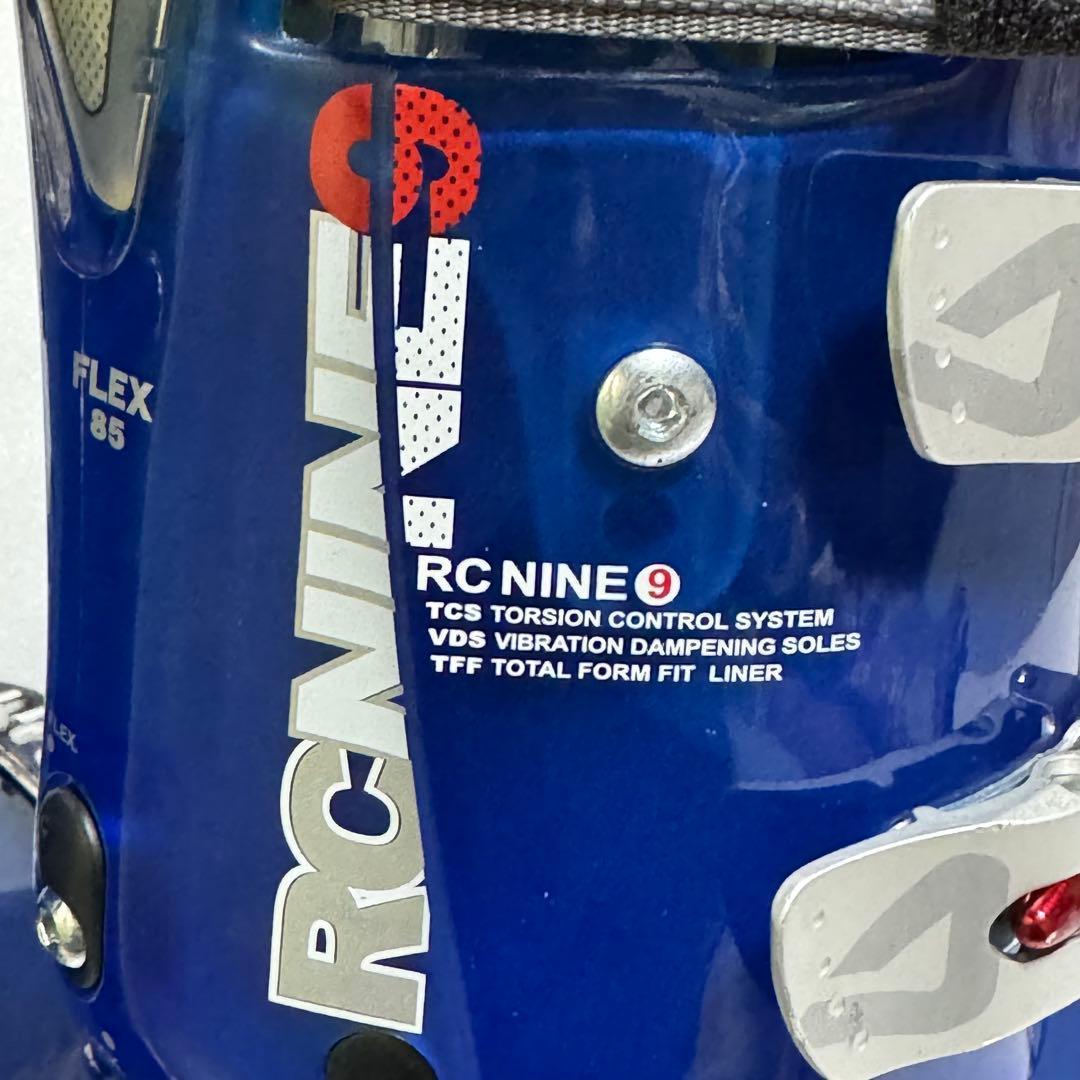 FLEX
85
RC NINE 9
RC NINE 9
TCS TORSION CONTROL SYSTEM
VDS VIBRATION DAMPENING SOLES
TFF TOTAL FORM FIT LINER